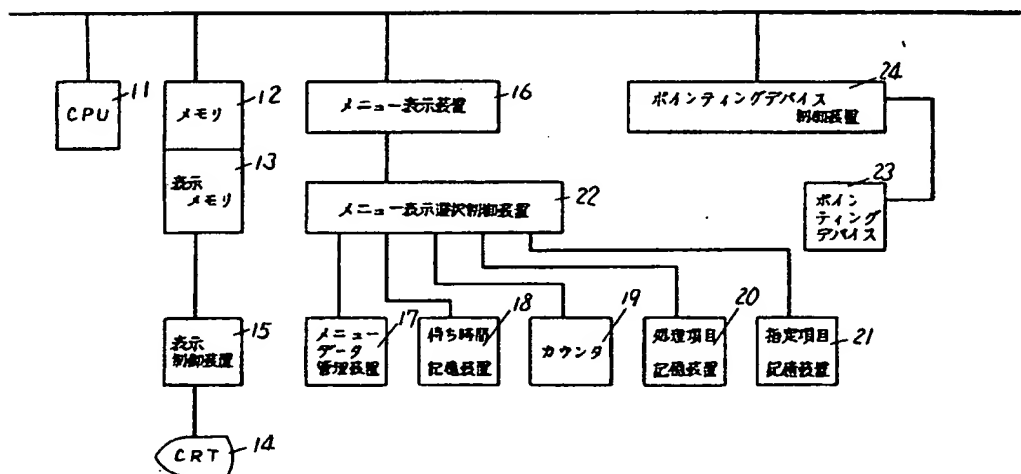 CPU
11
メモリ
12
表示
メモリ
13
メニュー表示装置
16
ポインティングデバイス
制御装置
24
メニュー表示選択制御装置
22
ポイン
ティング
デバイス
23
表示
制御装置
15
メニュー
データ
管理装置
17
待ち時間
記憶装置
18
カウンタ
19
処理項目
記憶装置
20
指定項目
記憶装置
21
CRT
14